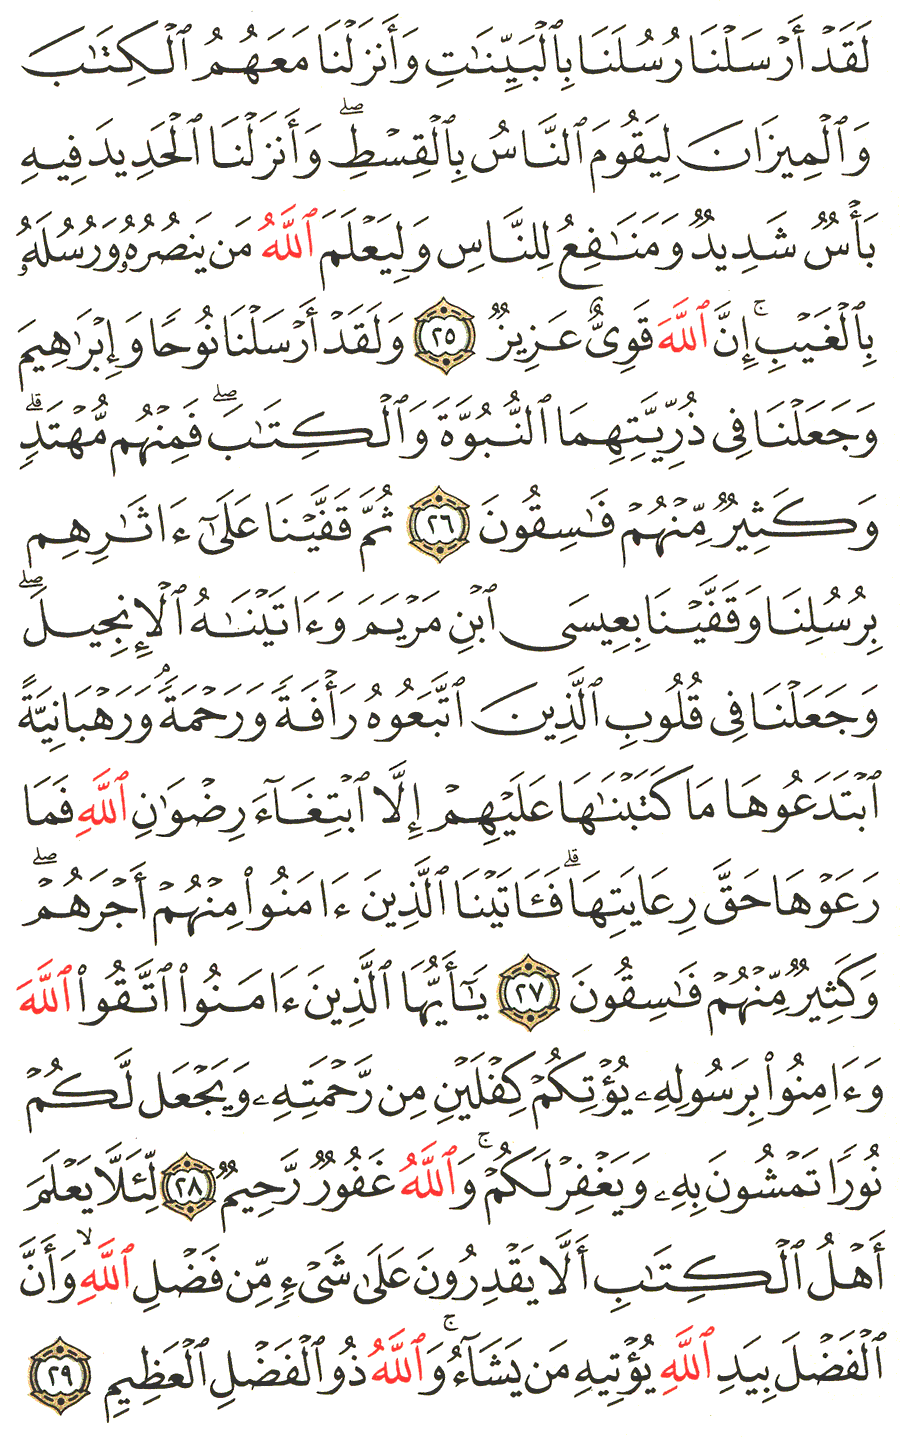 لَقَدْ أَرْسَلْنَا رُسُلَنَا بِٱلْبَيِّنَٰتِ وَأَنزَلْنَا مَعَهُمُ ٱلْكِتَٰبَ
وَٱلْمِيزَانَ لِيَقُومَ ٱلنَّاسُ بِٱلْقِسْطِۖ وَأَنزَلْنَا ٱلْحَدِيدَ فِيهِ
بَأْسٌ شَدِيدٌ وَمَنَٰفِعُ لِلنَّاسِ وَلِيَعْلَمَ ٱللَّهُ مَن يَنصُرُهُۥ وَرُسُلَهُۥ
بِٱلْغَيْبِۚ إِنَّ ٱللَّهَ قَوِىٌّ عَزِيزٌ ٢٥ وَلَقَدْ أَرْسَلْنَا نُوحًا وَإِبْرَٰهِيمَ
وَجَعَلْنَا فِى ذُرِّيَّتِهِمَا ٱلنُّبُوَّةَ وَٱلْكِتَٰبَۖ فَمِنْهُم مُّهْتَدٍۗ
وَكَثِيرٌ مِّنْهُمْ فَٰسِقُونَ ٢٦ ثُمَّ قَفَّيْنَا عَلَىٰٓ ءَاثَٰرِهِم
بِرُسُلِنَا وَقَفَّيْنَا بِعِيسَى ٱبْنِ مَرْيَمَ وَءَاتَيْنَٰهُ ٱلْإِنجِيلَۖ
وَجَعَلْنَا فِى قُلُوبِ ٱلَّذِينَ ٱتَّبَعُوهُ رَأْفَةً وَرَحْمَةًۢ وَرَهْبَانِيَّةً
ٱبْتَدَعُوهَا مَا كَتَبْنَٰهَا عَلَيْهِمْ إِلَّا ٱبْتِغَآءَ رِضْوَٰنِ ٱللَّهِ فَمَا
رَعَوْهَا حَقَّ رِعَايَتِهَاۗ فَـَٔاتَيْنَا ٱلَّذِينَ ءَامَنُوا۟ مِنْهُمْ أَجْرَهُمْۖ
وَكَثِيرٌ مِّنْهُمْ فَٰسِقُونَ ٢٧ يَٰٓأَيُّهَا ٱلَّذِينَ ءَامَنُوا۟ ٱتَّقُوا۟ ٱللَّهَ
وَءَامِنُوا۟ بِرَسُولِهِۦ يُؤْتِكُمْ كِفْلَيْنِ مِن رَّحْمَتِهِۦ وَيَجْعَل لَّكُمْ
نُورًا تَمْشُونَ بِهِۦ وَيَغْفِرْ لَكُمْۚ وَٱللَّهُ غَفُورٌ رَّحِيمٌ ٢٨ لِّئَلَّا يَعْلَمَ
أَهْلُ ٱلْكِتَٰبِ أَلَّا يَقْدِرُونَ عَلَىٰ شَىْءٍ مِّن فَضْلِ ٱللَّهِۙ وَأَنَّ
ٱلْفَضْلَ بِيَدِ ٱللَّهِ يُؤْتِيهِ مَن يَشَآءُۚ وَٱللَّهُ ذُو ٱلْفَضْلِ ٱلْعَظِيمِ ٢٩